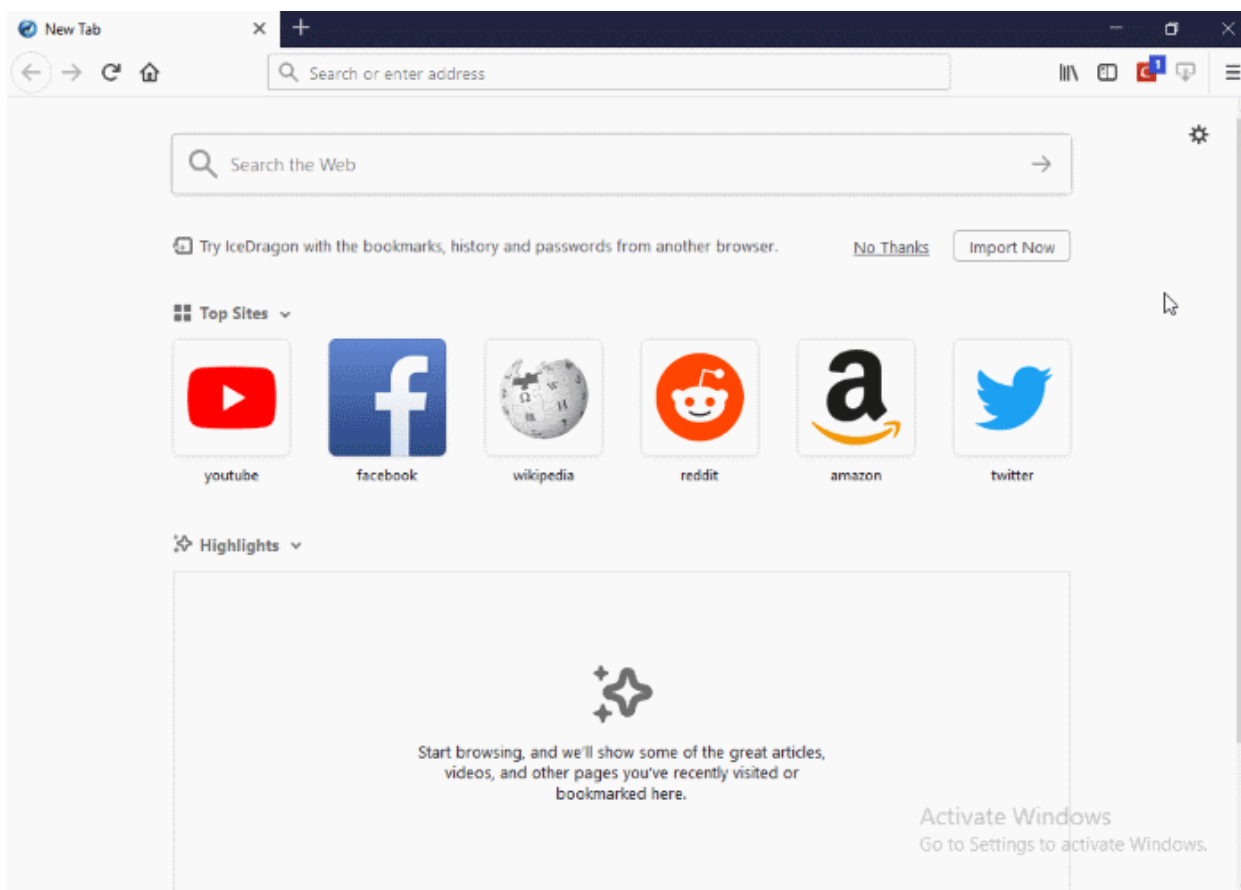 New Tab
Search or enter address
1
Search the Web
Try IceDragon with the bookmarks, history and passwords from another browser.
No Thanks
Import Now
Top Sites
youtube
facebook
wikipedia
reddit
amazon
twitter
Highlights
Start browsing, and we'll show some of the great articles,
videos, and other pages you've recently visited or
bookmarked here.
Activate Windows
Go to Settings to activate Windows.